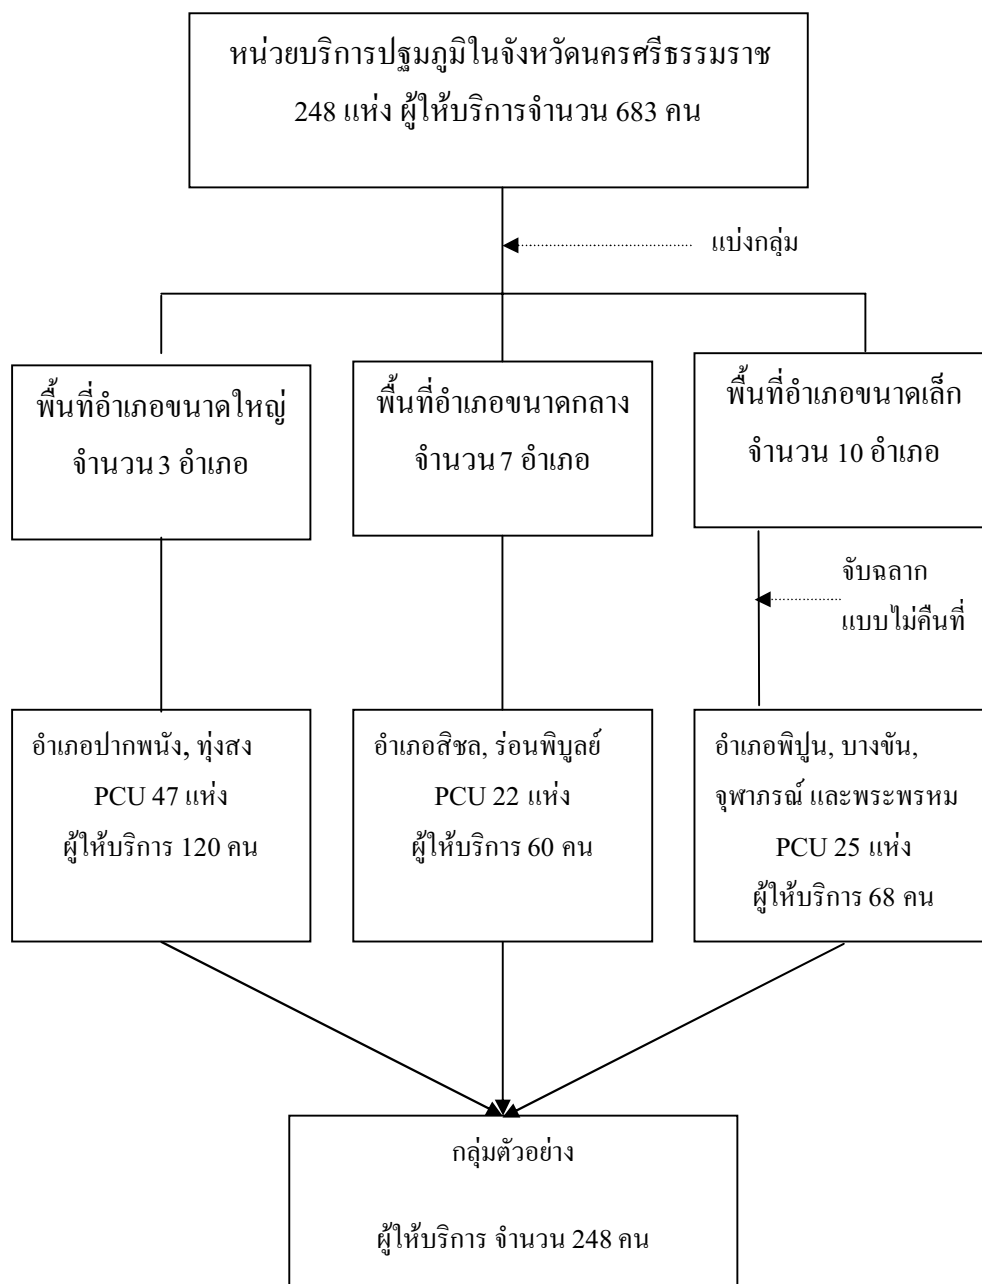 หน่วยบริการปฐมภูมิในจังหวัดนครศรีธรรมราช
248 แห่ง ผู้ให้บริการจำนวน 683 คน
แบ่งกลุ่ม
พื้นที่อำเภอขนาดใหญ่
จำนวน 3 อำเภอ
พื้นที่อำเภอขนาดกลาง
จำนวน 7 อำเภอ
พื้นที่อำเภอขนาดเล็ก
จำนวน 10 อำเภอ
จับฉลาก
แบบไม่คืนที่
อำเภอปากพนัง, ทุ่งสง
PCU 47 แห่ง
ผู้ให้บริการ 120 คน
อำเภอสิชล, ร่อนพิบูลย์
PCU 22 แห่ง
ผู้ให้บริการ 60 คน
อำเภอพิปูน, บางขัน,
จุฬาภรณ์ และพระพรหม
PCU 25 แห่ง
ผู้ให้บริการ 68 คน
กลุ่มตัวอย่าง
ผู้ให้บริการ จำนวน 248 คน